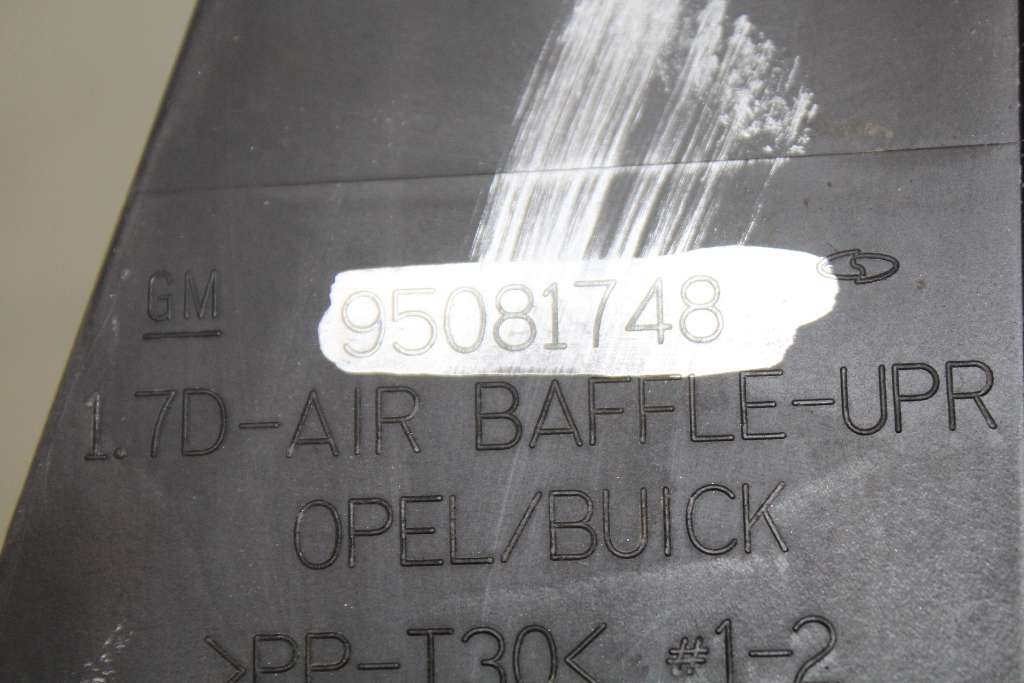 GM 95081748
1.7D-AIR BAFFLE-UPR
OPEL/BUICK
>PP-T30< #1-2